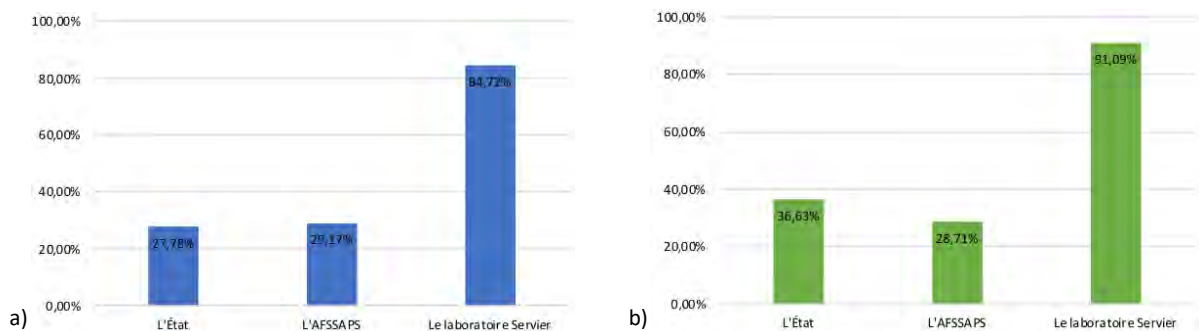 100,00%
80,00%
60,00%
40,00%
20,00%
0,00%
84,72%
27,78%
29,17%
L'État
L'AFSSAPS
Le laboratoire Servier
a)
100,00%
80,00%
60,00%
40,00%
20,00%
0,00%
91,09%
36,63%
28,71%
L'État
L'AFSSAPS
Le laboratoire Servier
b)